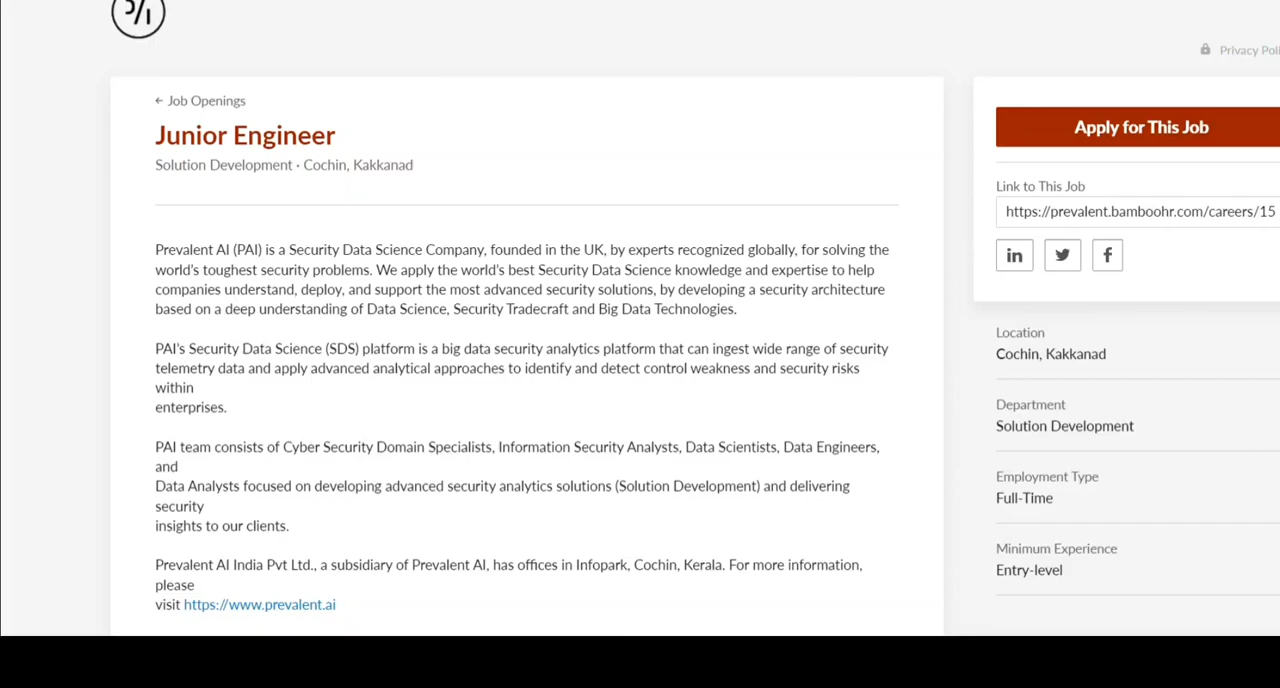 Privacy Poli
← Job Openings
Junior Engineer
Solution Development · Cochin, Kakkanad
Prevalent AI (PAI) is a Security Data Science Company, founded in the UK, by experts recognized globally, for solving the
world's toughest security problems. We apply the world's best Security Data Science knowledge and expertise to help
companies understand, deploy, and support the most advanced security solutions, by developing a security architecture
based on a deep understanding of Data Science, Security Tradecraft and Big Data Technologies.
PAI's Security Data Science (SDS) platform is a big data security analytics platform that can ingest wide range of security
telemetry data and apply advanced analytical approaches to identify and detect control weakness and security risks
within
enterprises.
PAI team consists of Cyber Security Domain Specialists, Information Security Analysts, Data Scientists, Data Engineers,
and
Data Analysts focused on developing advanced security analytics solutions (Solution Development) and delivering
security
insights to our clients.
Prevalent AI India Pvt Ltd., a subsidiary of Prevalent AI, has offices in Infopark, Cochin, Kerala. For more information,
please
visit https://www.prevalent.ai
Apply for This Job
Link to This Job
https://prevalent.bamboohr.com/careers/15
Location
Cochin, Kakkanad
Department
Solution Development
Employment Type
Full-Time
Minimum Experience
Entry-level